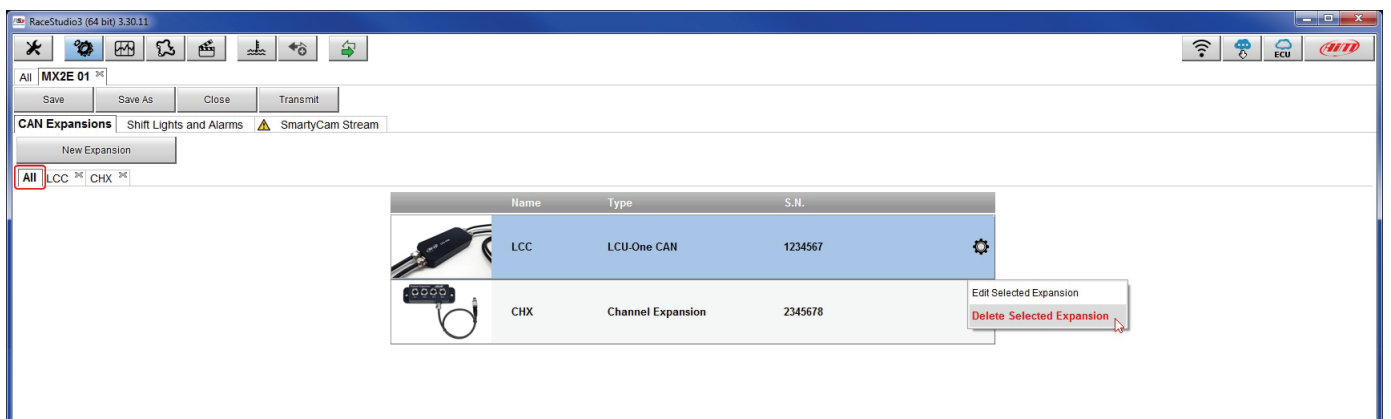 RaceStudio3 (64 bit) 3.30.11
ECU
AiM
All MX2E 01
Save Save As Close Transmit
CAN Expansions Shift Lights and Alarms SmartyCam Stream
New Expansion
All LCC CHX
Name Type S.N.
LCC LCU-One CAN 1234567
CHX Channel Expansion 2345678
Edit Selected Expansion
Delete Selected Expansion